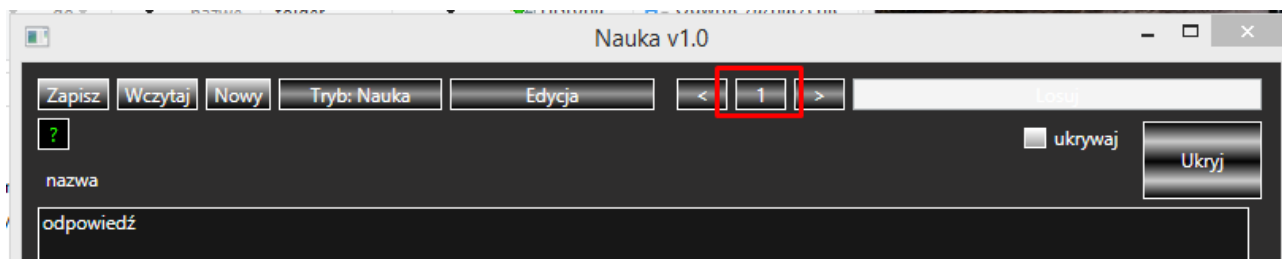 Nauka v1.0
Zapisz Wczytaj Nowy Tryb: Nauka Edycja < 1 > Losuj
?
ukrywaj
Ukryj
nazwa
odpowiedź